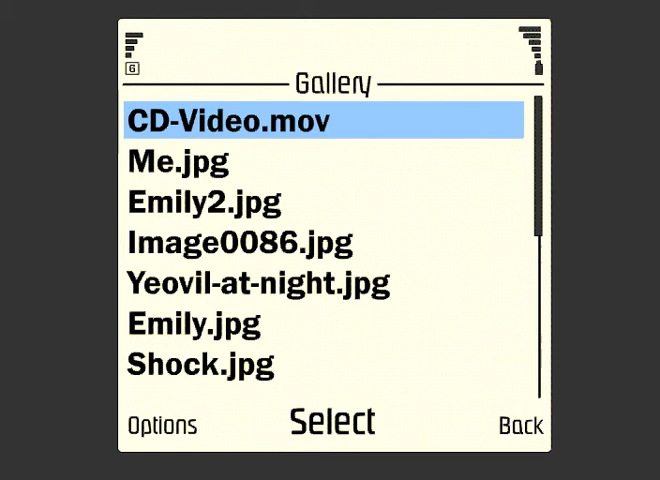 G
Gallery
CD-Video.mov
Me.jpg
Emily2.jpg
Image0086.jpg
Yeovil-at-night.jpg
Emily.jpg
Shock.jpg
Options Select Back